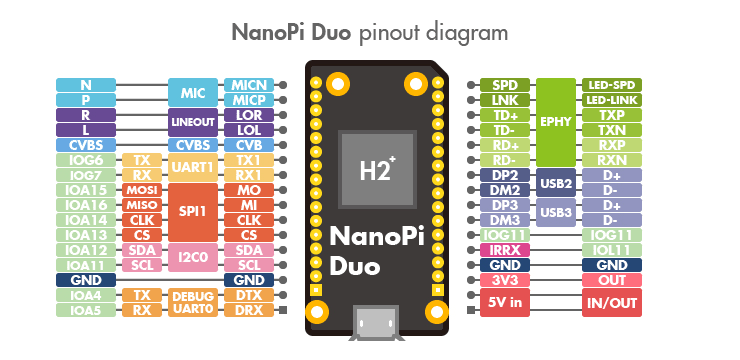 NanoPi Duo pinout diagram
N MIC MICN
P MICP
R LINEOUT LOR
L LOL
CVBS CVBS CVB
IOG6 TX UART1 TX1
IOG7 RX RX1
IOA15 MOSI SPI1 MO
IOA16 MISO MI
IOA14 CLK CLK
IOA13 CS CS
IOA12 SDA I2C0 SDA
IOA11 SCL SCL
GND GND
IOA4 TX DEBUG DTX
IOA5 RX UART0 DRX
H2+
NanoPi
Duo
SPD EPHY LED-SPD
LNK LED-LINK
TD+ TXP
TD- TXN
RD+ RXP
RD- RXN
DP2 USB2 D+
DM2 D-
DP3 USB3 D+
DM3 D-
IOG11 IOG11
IRRX IOL11
GND GND
3V3 OUT
5V in IN/OUT